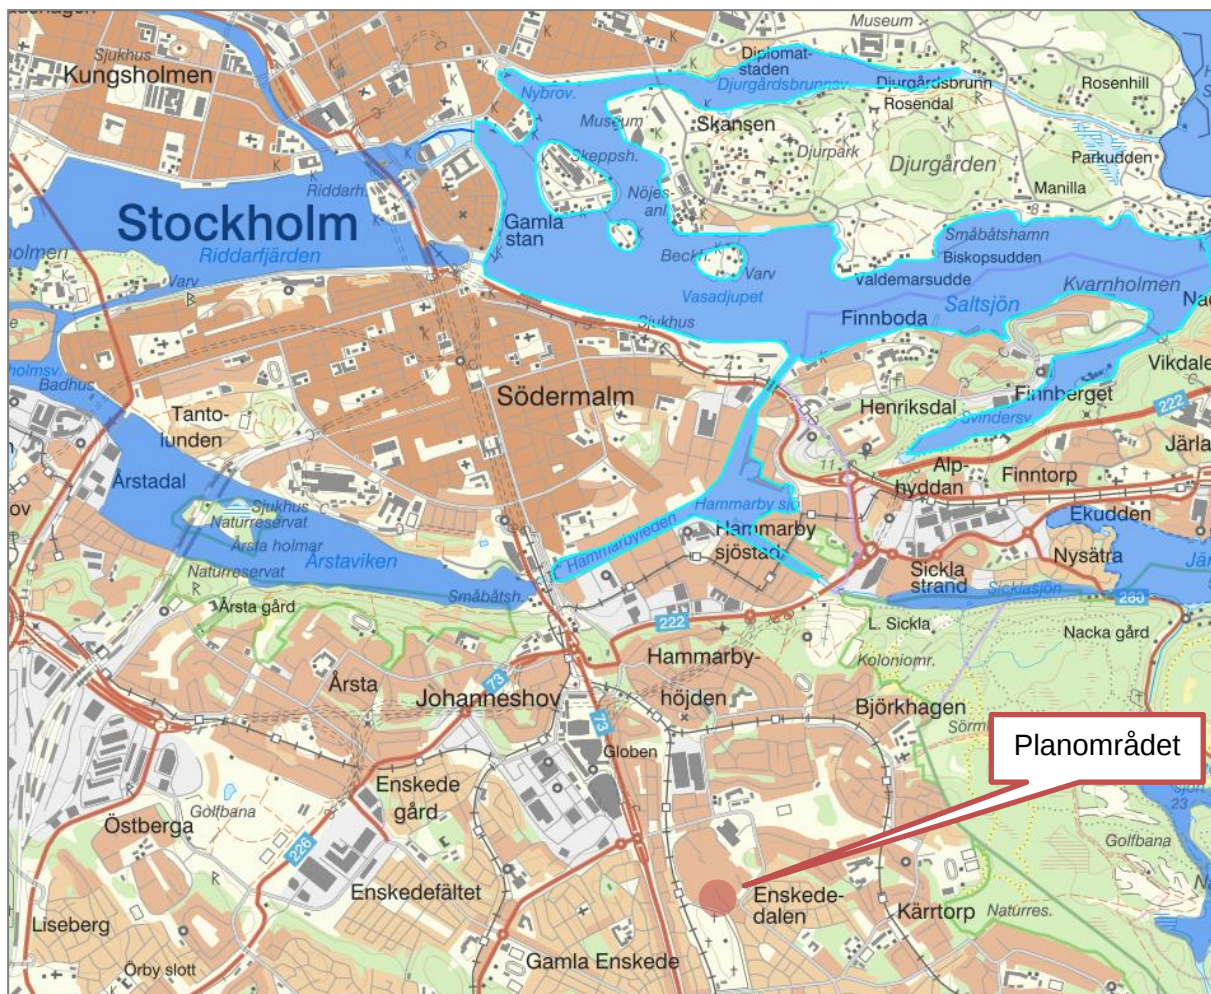 Sjukhus
Kungsholmen
Museum
Diplomat-
staden
Djurgårdsbrunnsv.
Djurgårdsbrunn
Rosendal
Rosenhill
Nybrov.
Museum
Skansen
Djurpark
Djurgården
Parkudden
Manilla
Skeppsh.
Nöjes-
anl.
Riddarh.
Stockholm
Riddarfjärden
Gamla
stan
Småbåtshamn
Biskopsudden
Beckh.
Varv
Valdemarsudde
Vasadjupet
Saltsjön
Kvarnholmen
holmen
Varv
Sjukhus
Finnboda
Vikdale
holmsv.
Badhus
Tanto-
lunden
Södermalm
Henriksdal
Finnberget
Svindersv.
222
Järla
Årstadal
11
Alp-
hyddan
Finntorp
Sjukhus
Naturreservat
Årsta holmar
Årstaviken
Naturreservat
Hammarby sjö
Hammarbyleden
Hammarby
sjöstad
Ekudden
Nysätra
Sickla
strand
Sicklasjön
260
Småbåtsh.
Årsta gård
222
L. Sickla
Nacka gård
Koloniomr.
Årsta
Johanneshov
73
Hammarby-
höjden
Björkhagen
73
Globen
Planområdet
Enskede
gård
Golfbana
Östberga
226
Enskedefältet
23
Golfbana
Enskede-
dalen
Kärrtorp
Naturres.
Liseberg
Örby slott
Gamla Enskede